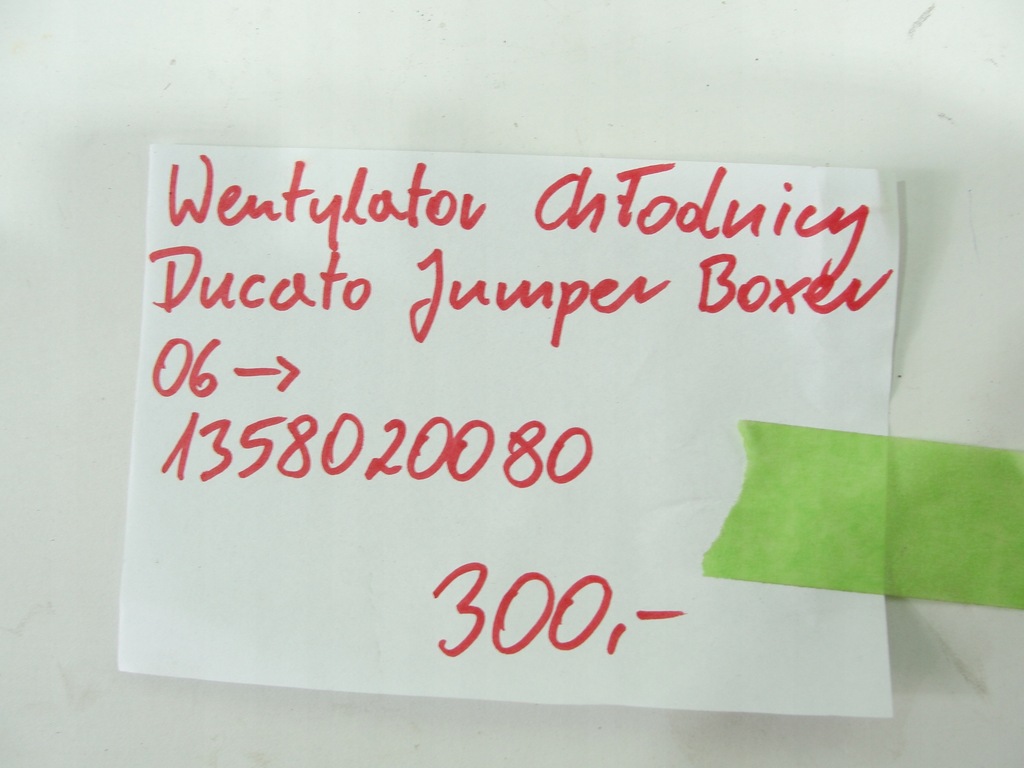 Wentylator Chłodnicy
Ducato Jumper Boxer
06 →
1358020080
300,-